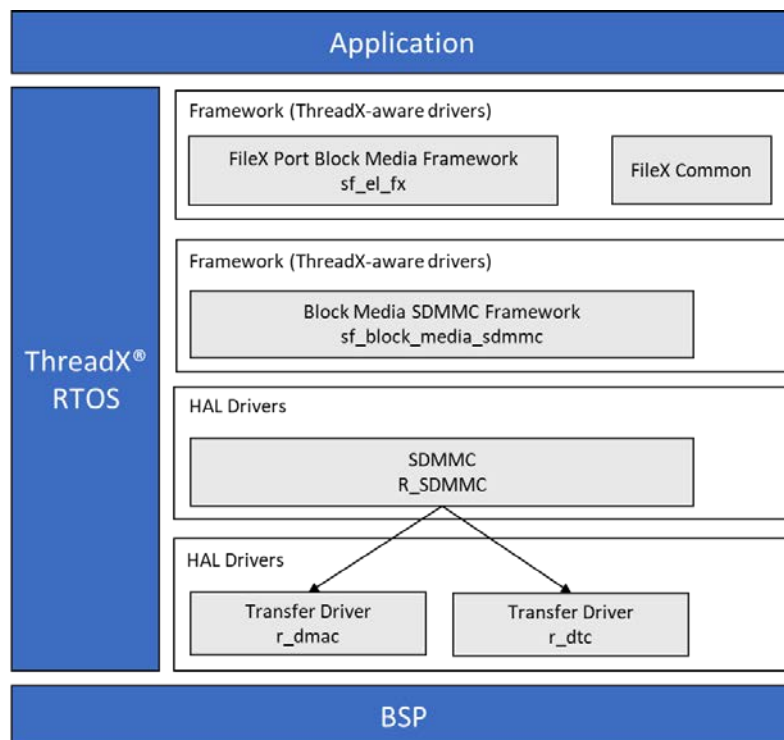 Application
ThreadX®
RTOS
Framework (ThreadX-aware drivers)
FileX Port Block Media Framework
sf_el_fx
FileX Common
Framework (ThreadX-aware drivers)
Block Media SDMMC Framework
sf_block_media_sdmmc
HAL Drivers
SDMMC
R_SDMMC
HAL Drivers
Transfer Driver
r_dmac
Transfer Driver
r_dtc
BSP